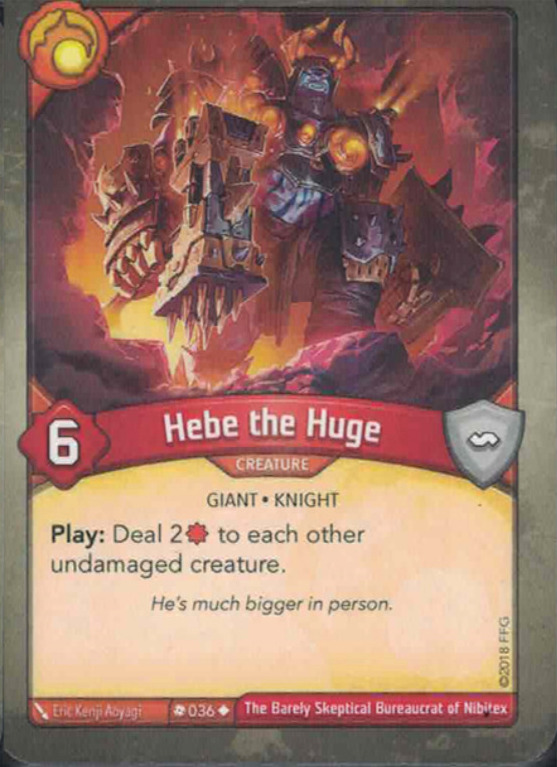 6
Hebe the Huge
CREATURE
GIANT • KNIGHT
Play: Deal 2 to each other
undamaged creature.
He's much bigger in person.
©2018 FFG
Eric Kenji Aoyagi
036
The Barely Skeptical Bureaucrat of Nibitex